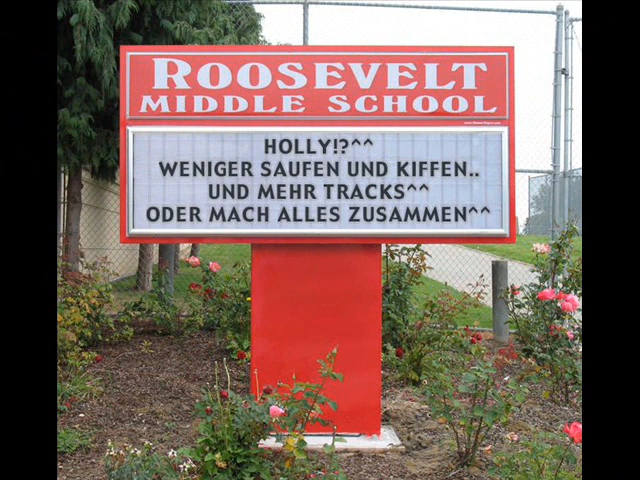 ROOSEVELT
MIDDLE SCHOOL
HOLLY!?^^
WENIGER SAUFEN UND KIFFEN..
UND MEHR TRACKS^^
ODER MACH ALLES ZUSAMMEN^^